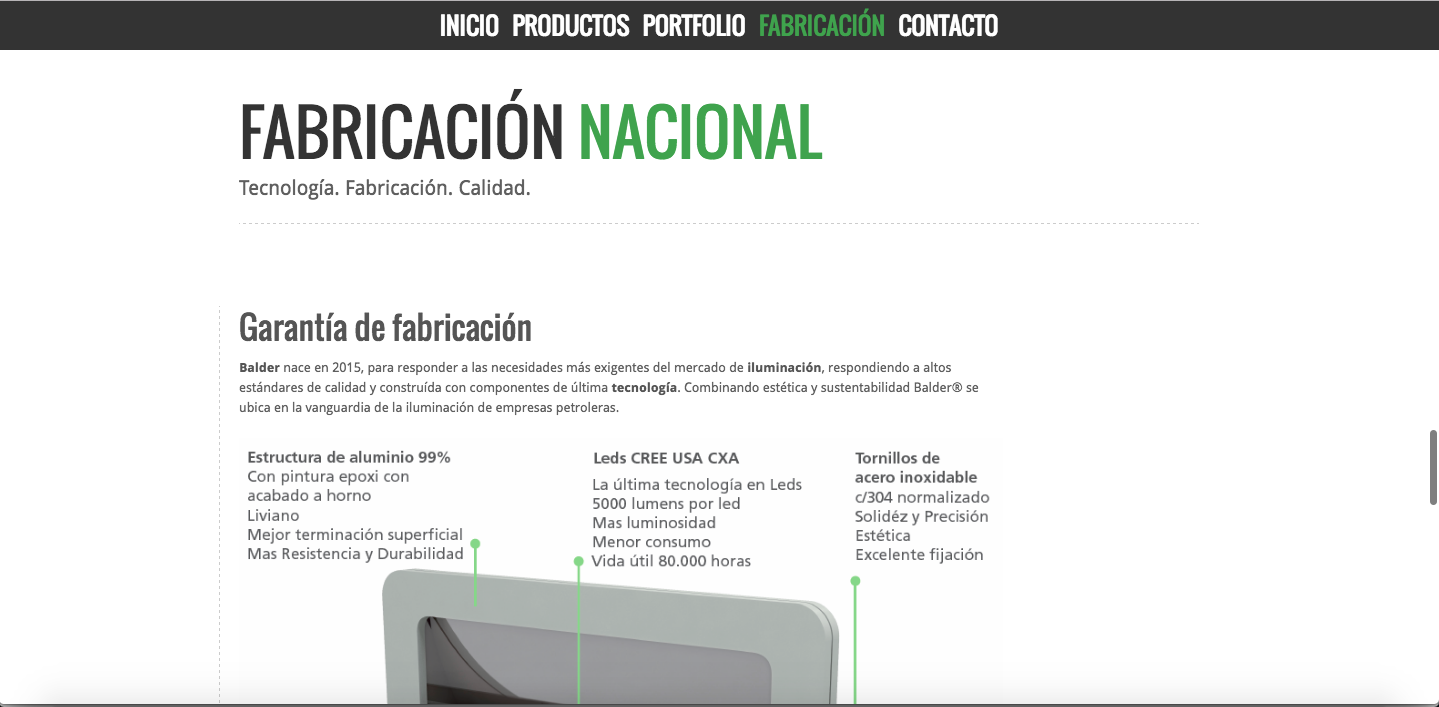 INICIO PRODUCTOS PORTFOLIO FABRICACIÓN CONTACTO
FABRICACIÓN NACIONAL
Tecnología. Fabricación. Calidad.
Garantía de fabricación
Balder nace en 2015, para responder a las necesidades más exigentes del mercado de iluminación, respondiendo a altos
estándares de calidad y construída con componentes de última tecnología. Combinando estética y sustentabilidad Balder® se
ubica en la vanguardia de la iluminación de empresas petroleras.
Estructura de aluminio 99%
Con pintura epoxi con
acabado a horno
Liviano
Mejor terminación superficial
Mas Resistencia y Durabilidad
Leds CREE USA CXA
La última tecnología en Leds
5000 lumens por led
Mas luminosidad
Menor consumo
Vida útil 80.000 horas
Tornillos de
acero inoxidable
c/304 normalizado
Solidéz y Precisión
Estética
Excelente fijación